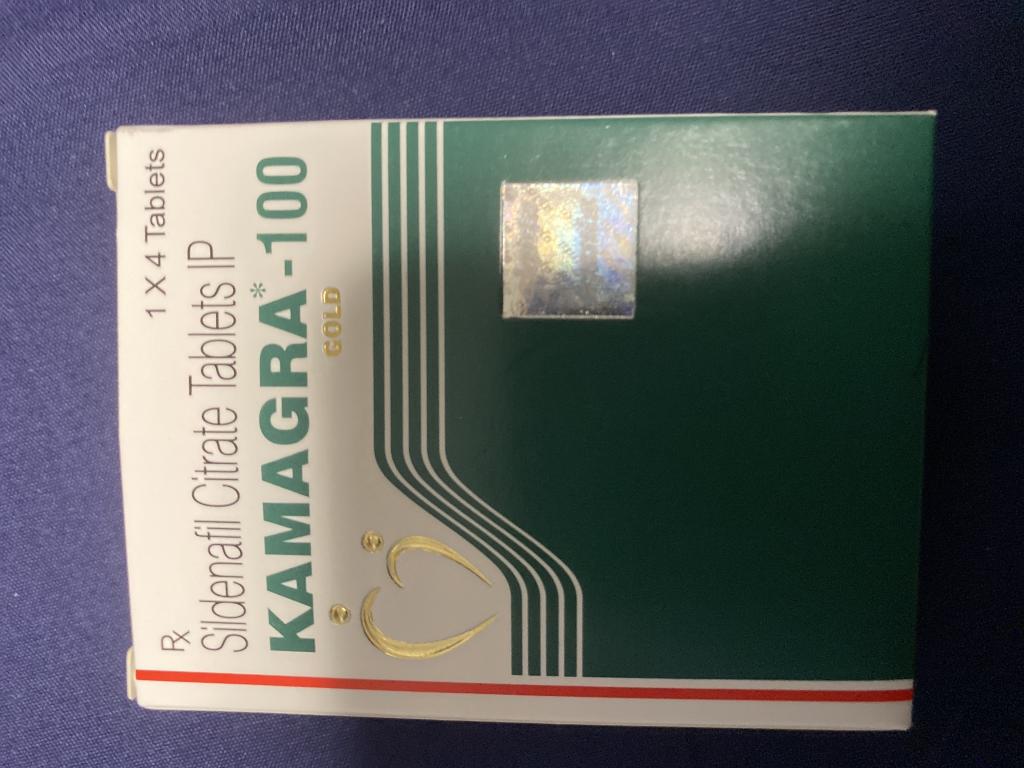 1 X 4 Tablets
Rx
Sildenafil Citrate Tablets IP
KAMAGRA*-100
GOLD